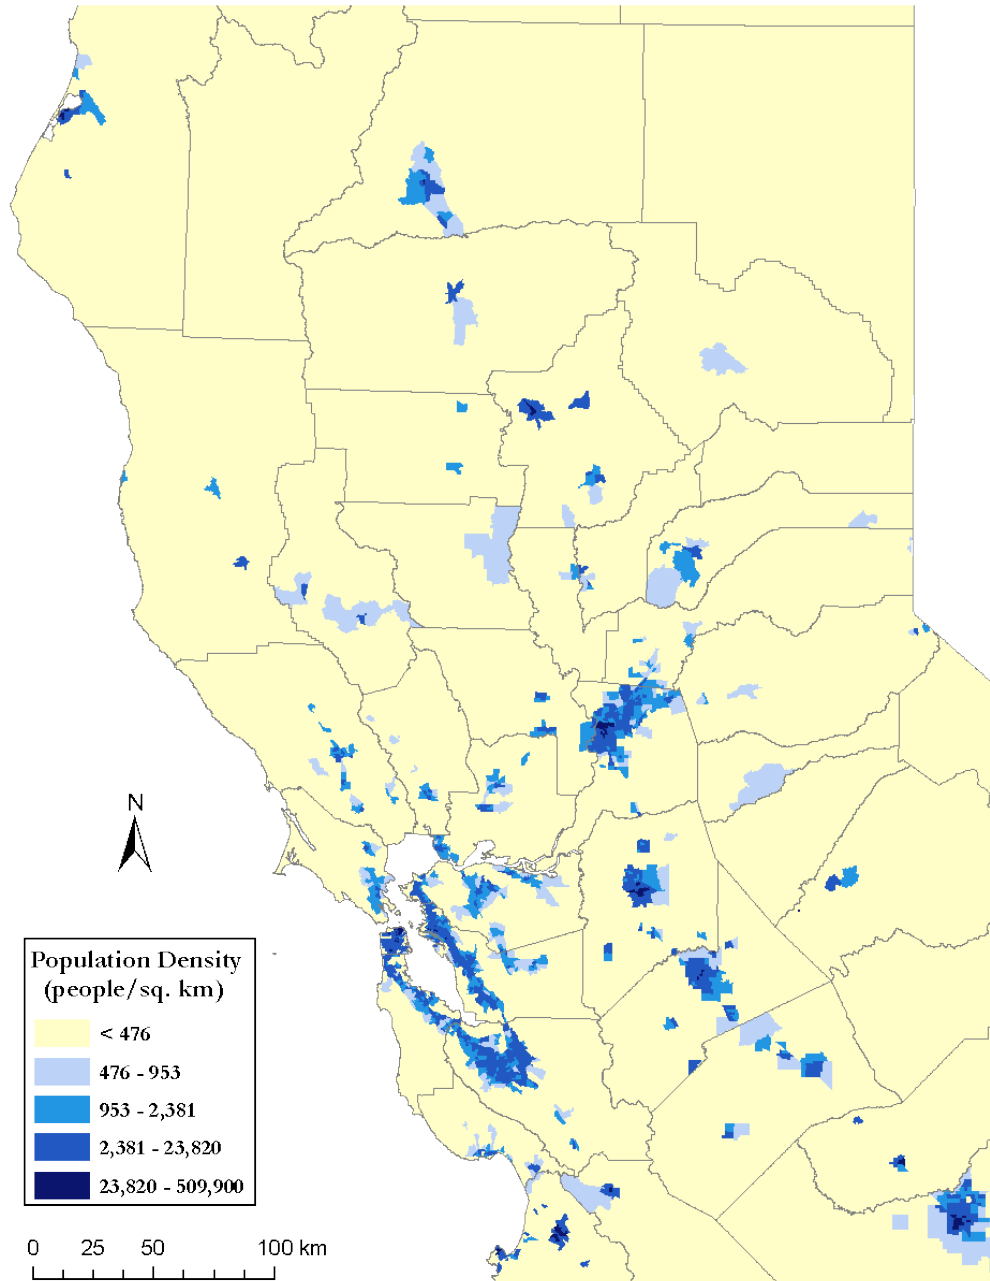 N
Population Density
(people/sq. km)
< 476
476 - 953
953 - 2,381
2,381 - 23,820
23,820 - 509,900
0 25 50 100 km